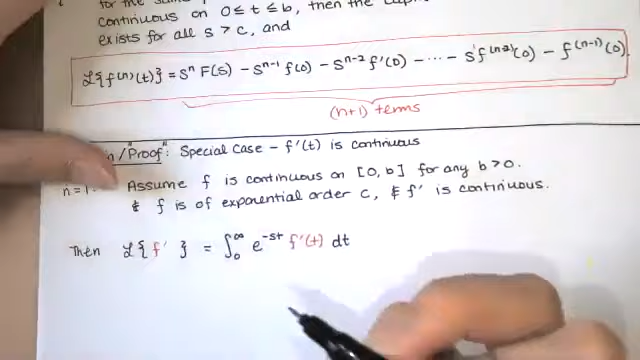 for the same
continuous on 0 ≤ t ≤ b, then the
exists for all s > c, and
ℒ{f⁽ⁿ⁾(t)} = sⁿ F(s) − sⁿ⁻¹ f(0) − sⁿ⁻² f'(0) − ⋯ − s' f⁽ⁿ⁻²⁾(0) − f⁽ⁿ⁻¹⁾(0).
(n+1) terms
n/"Proof": Special Case – f'(t) is continuous
n=1: Assume f is continuous on [0, b] for any b > 0.
& f is of exponential order c, & f' is continuous.
Then ℒ{f'} = ∫₀^∞ e^(-st) f'(t) dt